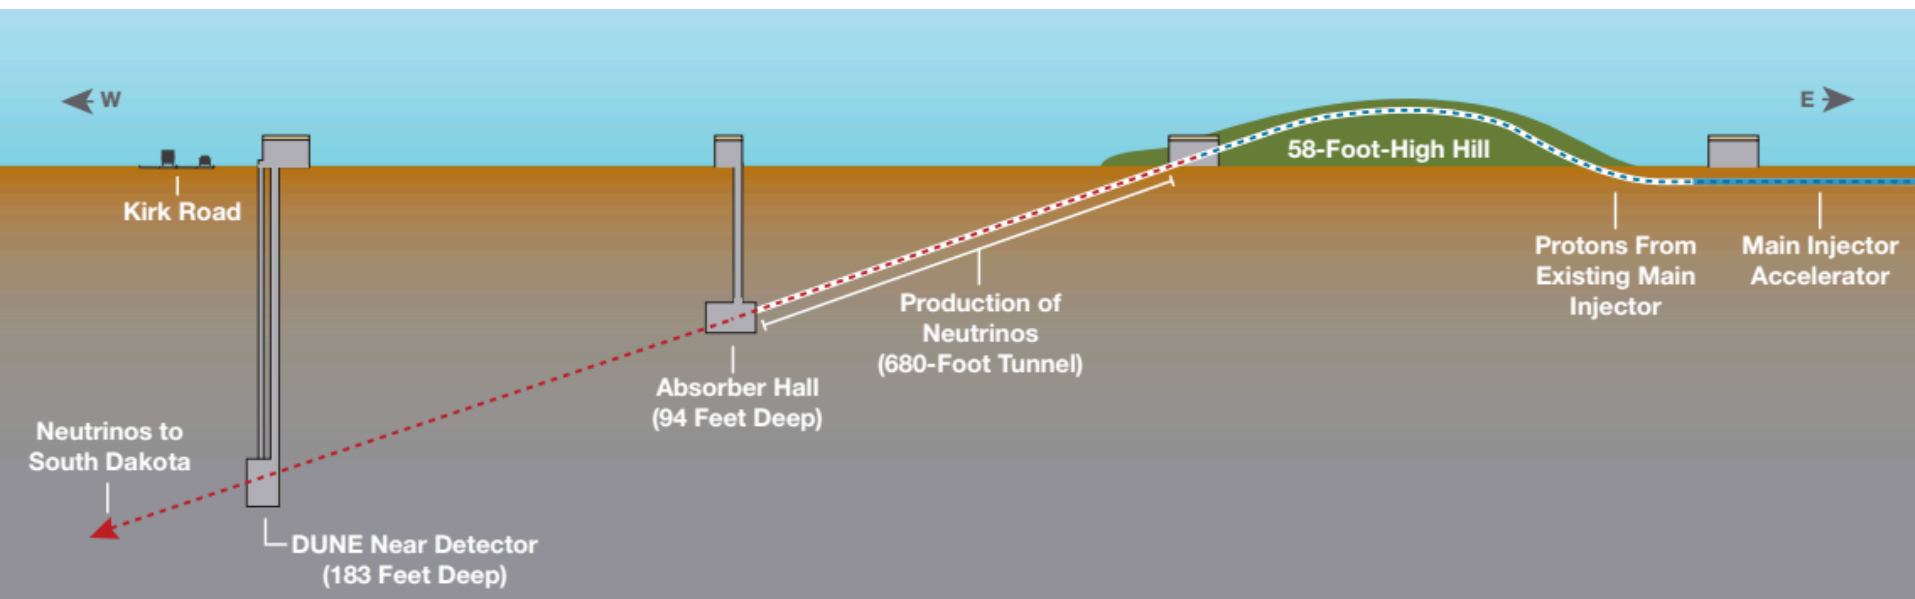 W
E
58-Foot-High Hill
Kirk Road
Protons From
Existing Main
Injector
Main Injector
Accelerator
Production of
Neutrinos
(680-Foot Tunnel)
Absorber Hall
(94 Feet Deep)
Neutrinos to
South Dakota
DUNE Near Detector
(183 Feet Deep)